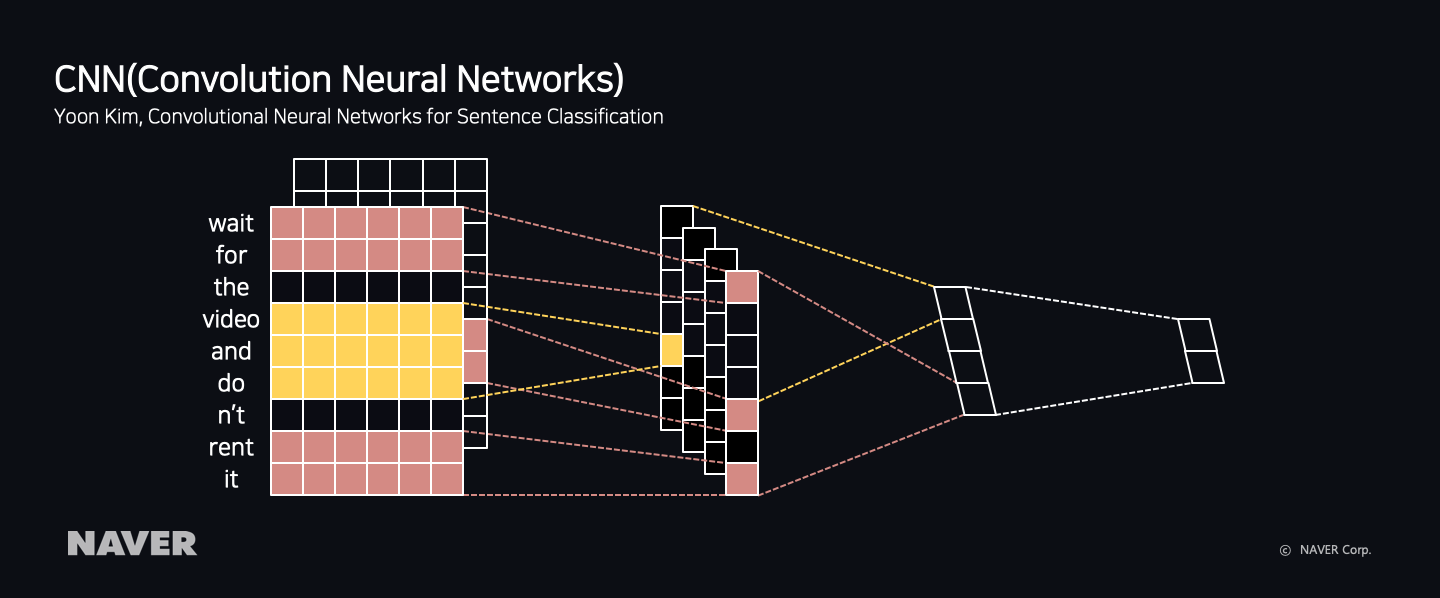 CNN(Convolution Neural Networks)
Yoon Kim, Convolutional Neural Networks for Sentence Classification
wait
for
the
video
and
do
n't
rent
it
NAVER
© NAVER Corp.